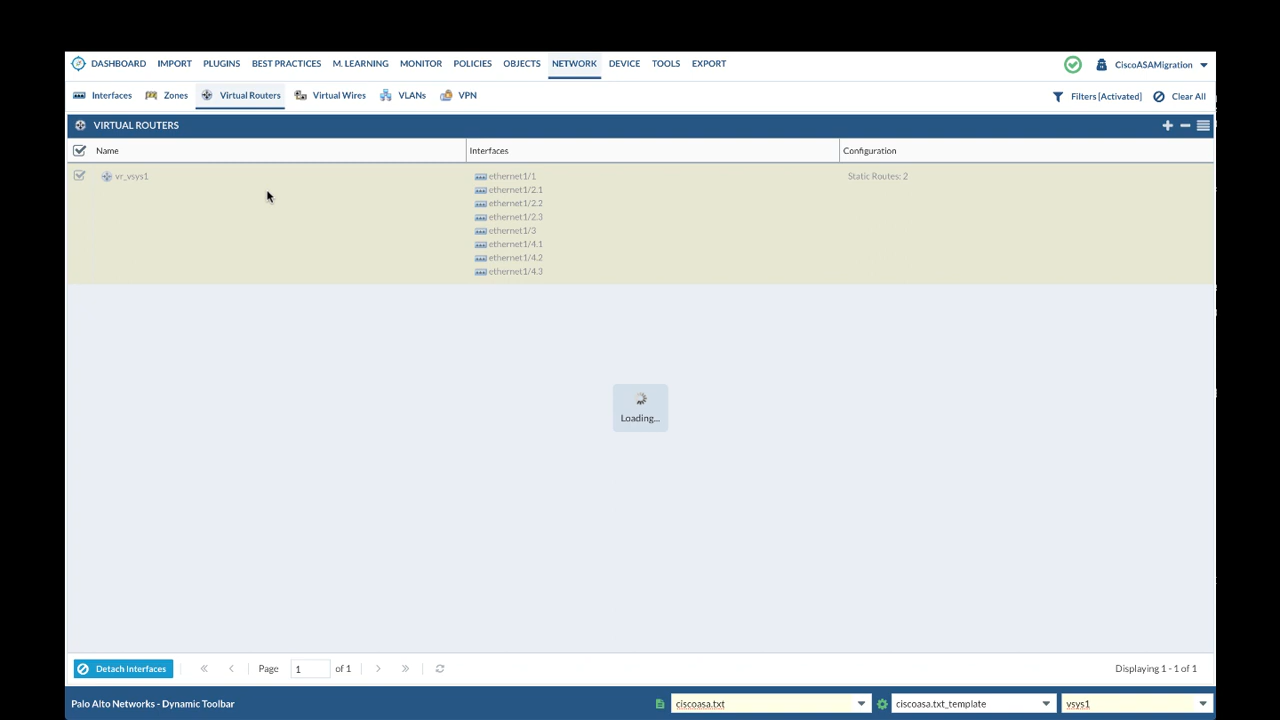 DASHBOARD IMPORT PLUGINS BEST PRACTICES M. LEARNING MONITOR POLICIES OBJECTS NETWORK DEVICE TOOLS EXPORT CiscoASAMigration
Interfaces Zones Virtual Routers Virtual Wires VLANs VPN Filters [Activated] Clear All
VIRTUAL ROUTERS
Name Interfaces Configuration
vr_vsys1 ethernet1/1 Static Routes: 2
ethernet1/2.1
ethernet1/2.2
ethernet1/2.3
ethernet1/3
ethernet1/4.1
ethernet1/4.2
ethernet1/4.3
Loading...
Detach Interfaces Page 1 of 1 Displaying 1 - 1 of 1
Palo Alto Networks - Dynamic Toolbar ciscoasa.txt ciscoasa.txt_template vsys1